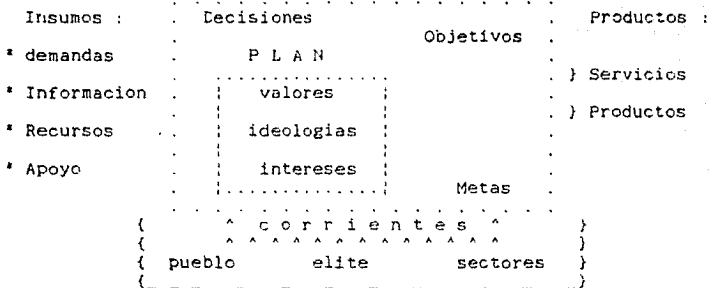 Insumos : Decisiones Productos :
Objetivos
* demandas P L A N
} Servicios
* Informacion valores
} Productos
* Recursos ideologias
* Apoyo intereses
Metas
{ ^ c o r r i e n t e s ^ }
{ ^ ^ ^ ^ ^ ^ ^ ^ ^ ^ ^ ^ }
{ pueblo elite sectores }
{ }